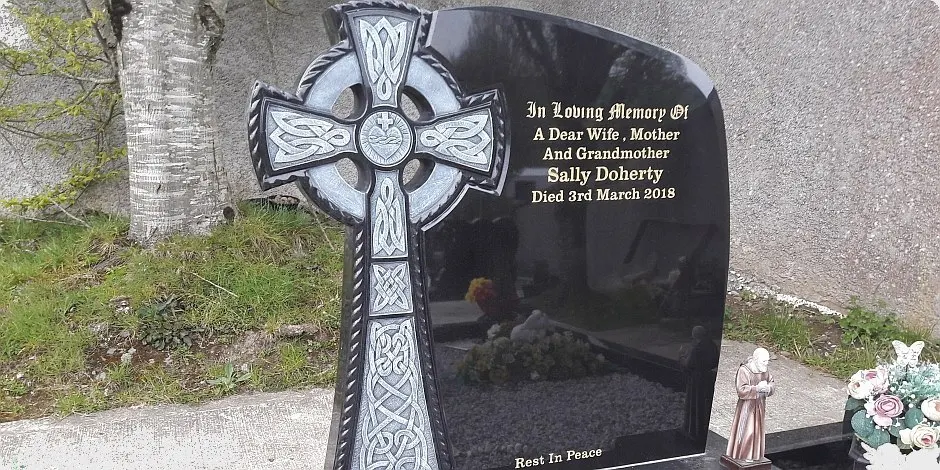 In Loving Memory Of
A Dear Wife , Mother
And Grandmother
Sally Doherty
Died 3rd March 2018
Rest In Peace